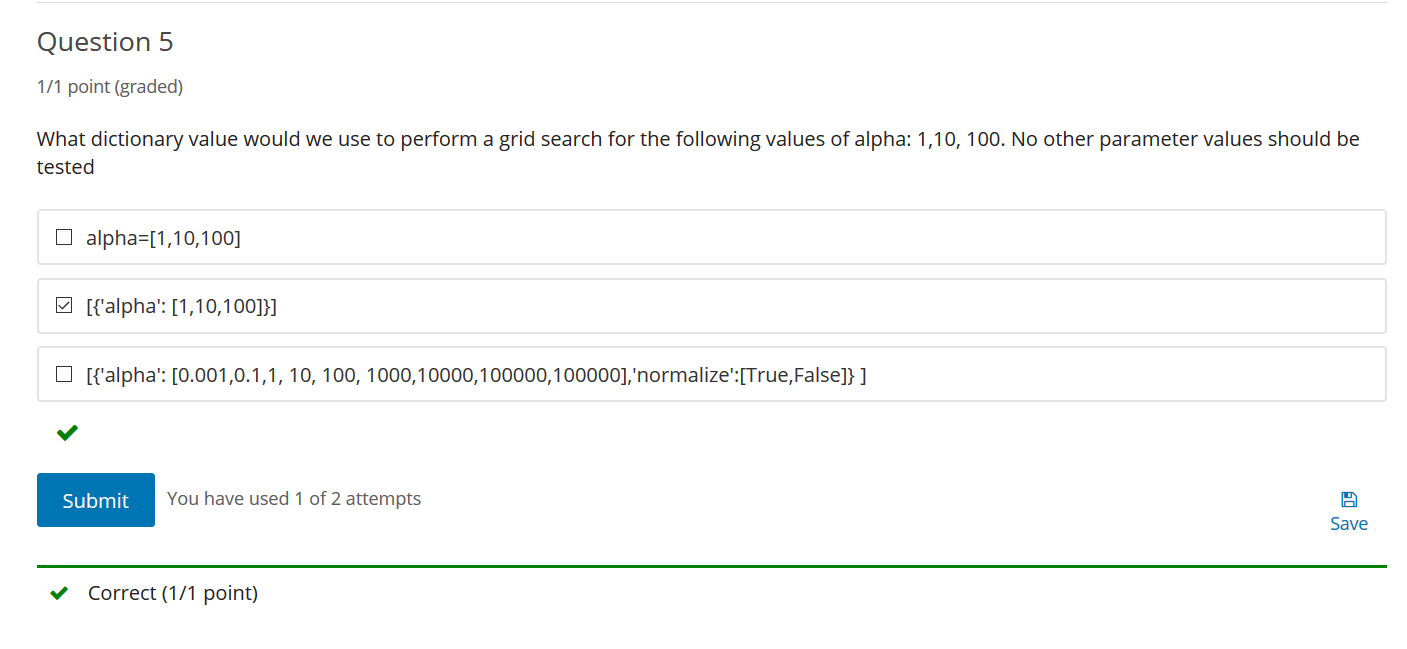 Question 5
1/1 point (graded)
What dictionary value would we use to perform a grid search for the following values of alpha: 1,10, 100. No other parameter values should be
tested
alpha=[1,10,100]
[{'alpha': [1,10,100]}]
[{'alpha': [0.001,0.1,1, 10, 100, 1000,10000,100000,100000],'normalize':[True,False]} ]
Submit You have used 1 of 2 attempts
Save
Correct (1/1 point)